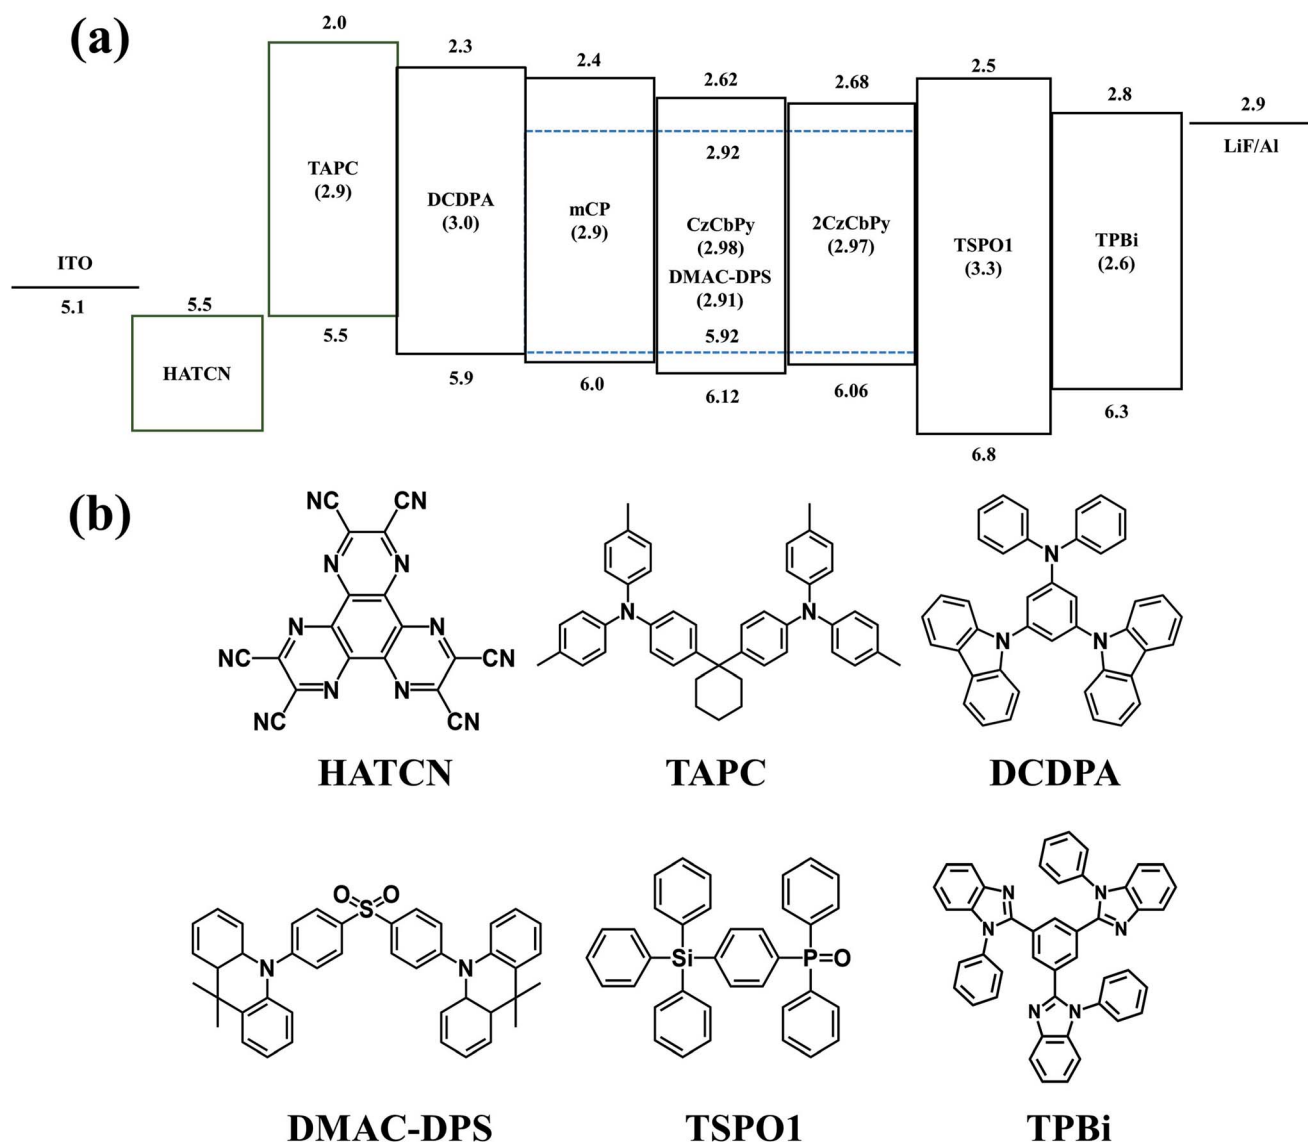 (a)
2.0
2.3
2.4
2.62
2.68
2.5
2.8
2.9
LiF/Al
2.92
TAPC
(2.9)
DCDPA
(3.0)
mCP
(2.9)
CzCbPy
(2.98)
DMAC-DPS
(2.91)
2CzCbPy
(2.97)
TSPO1
(3.3)
TPBi
(2.6)
ITO
5.1
5.5
HATCN
5.5
5.92
5.9
6.0
6.12
6.06
6.8
6.3
(b)
NC CN
N N
N N
NC CN
N N
NC CN
HATCN
N N
TAPC
N
N N
DCDPA
O O
S
N N
DMAC-DPS
Si P=O
TSPO1
N N
N N
N N
TPBi